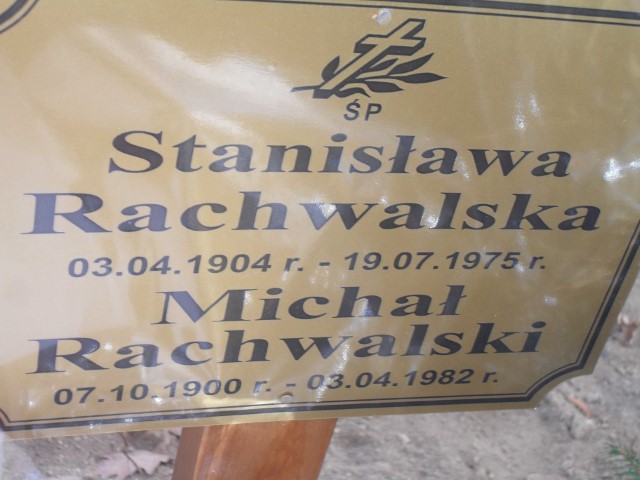 ŚP
Stanisława
Rachwalska
03.04.1904 r. - 19.07.1975 r.
Michał
Rachwalski
07.10.1900 r. - 03.04.1982 r.